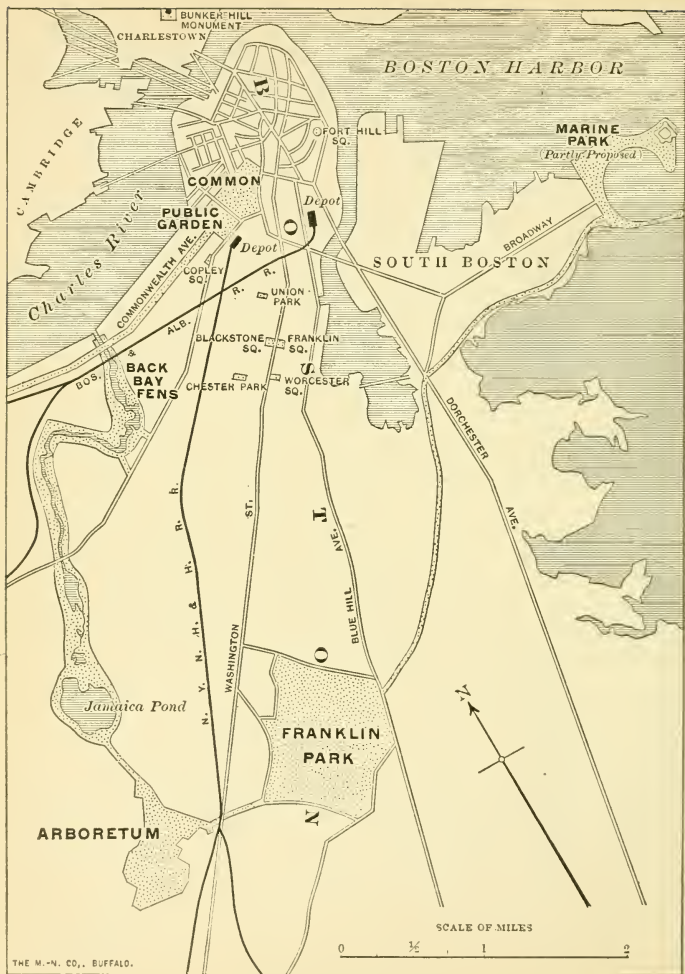 BUNKER HILL
MONUMENT
CHARLESTOWN
BOSTON HARBOR
CAMBRIDGE
B
FORT HILL
SQ.
MARINE
PARK
(Partly Proposed)
COMMON
Depot
PUBLIC
GARDEN
O
Depot
BROADWAY
Charles River
COMMONWEALTH AVE.
COPLEY
SQ.
SOUTH BOSTON
BOS. & ALB. R. R.
UNION
PARK
BLACKSTONE
SQ.
FRANKLIN
SQ.
BACK
BAY
FENS
S
CHESTER PARK
WORCESTER
SQ.
DORCHESTER AVE.
T
WASHINGTON ST.
BLUE HILL AVE.
N. Y. N. H. & H. R. R.
O
Jamaica Pond
N
FRANKLIN
PARK
N
ARBORETUM
SCALE OF MILES
0 ½ 1 2
THE M.-N. CO., BUFFALO.